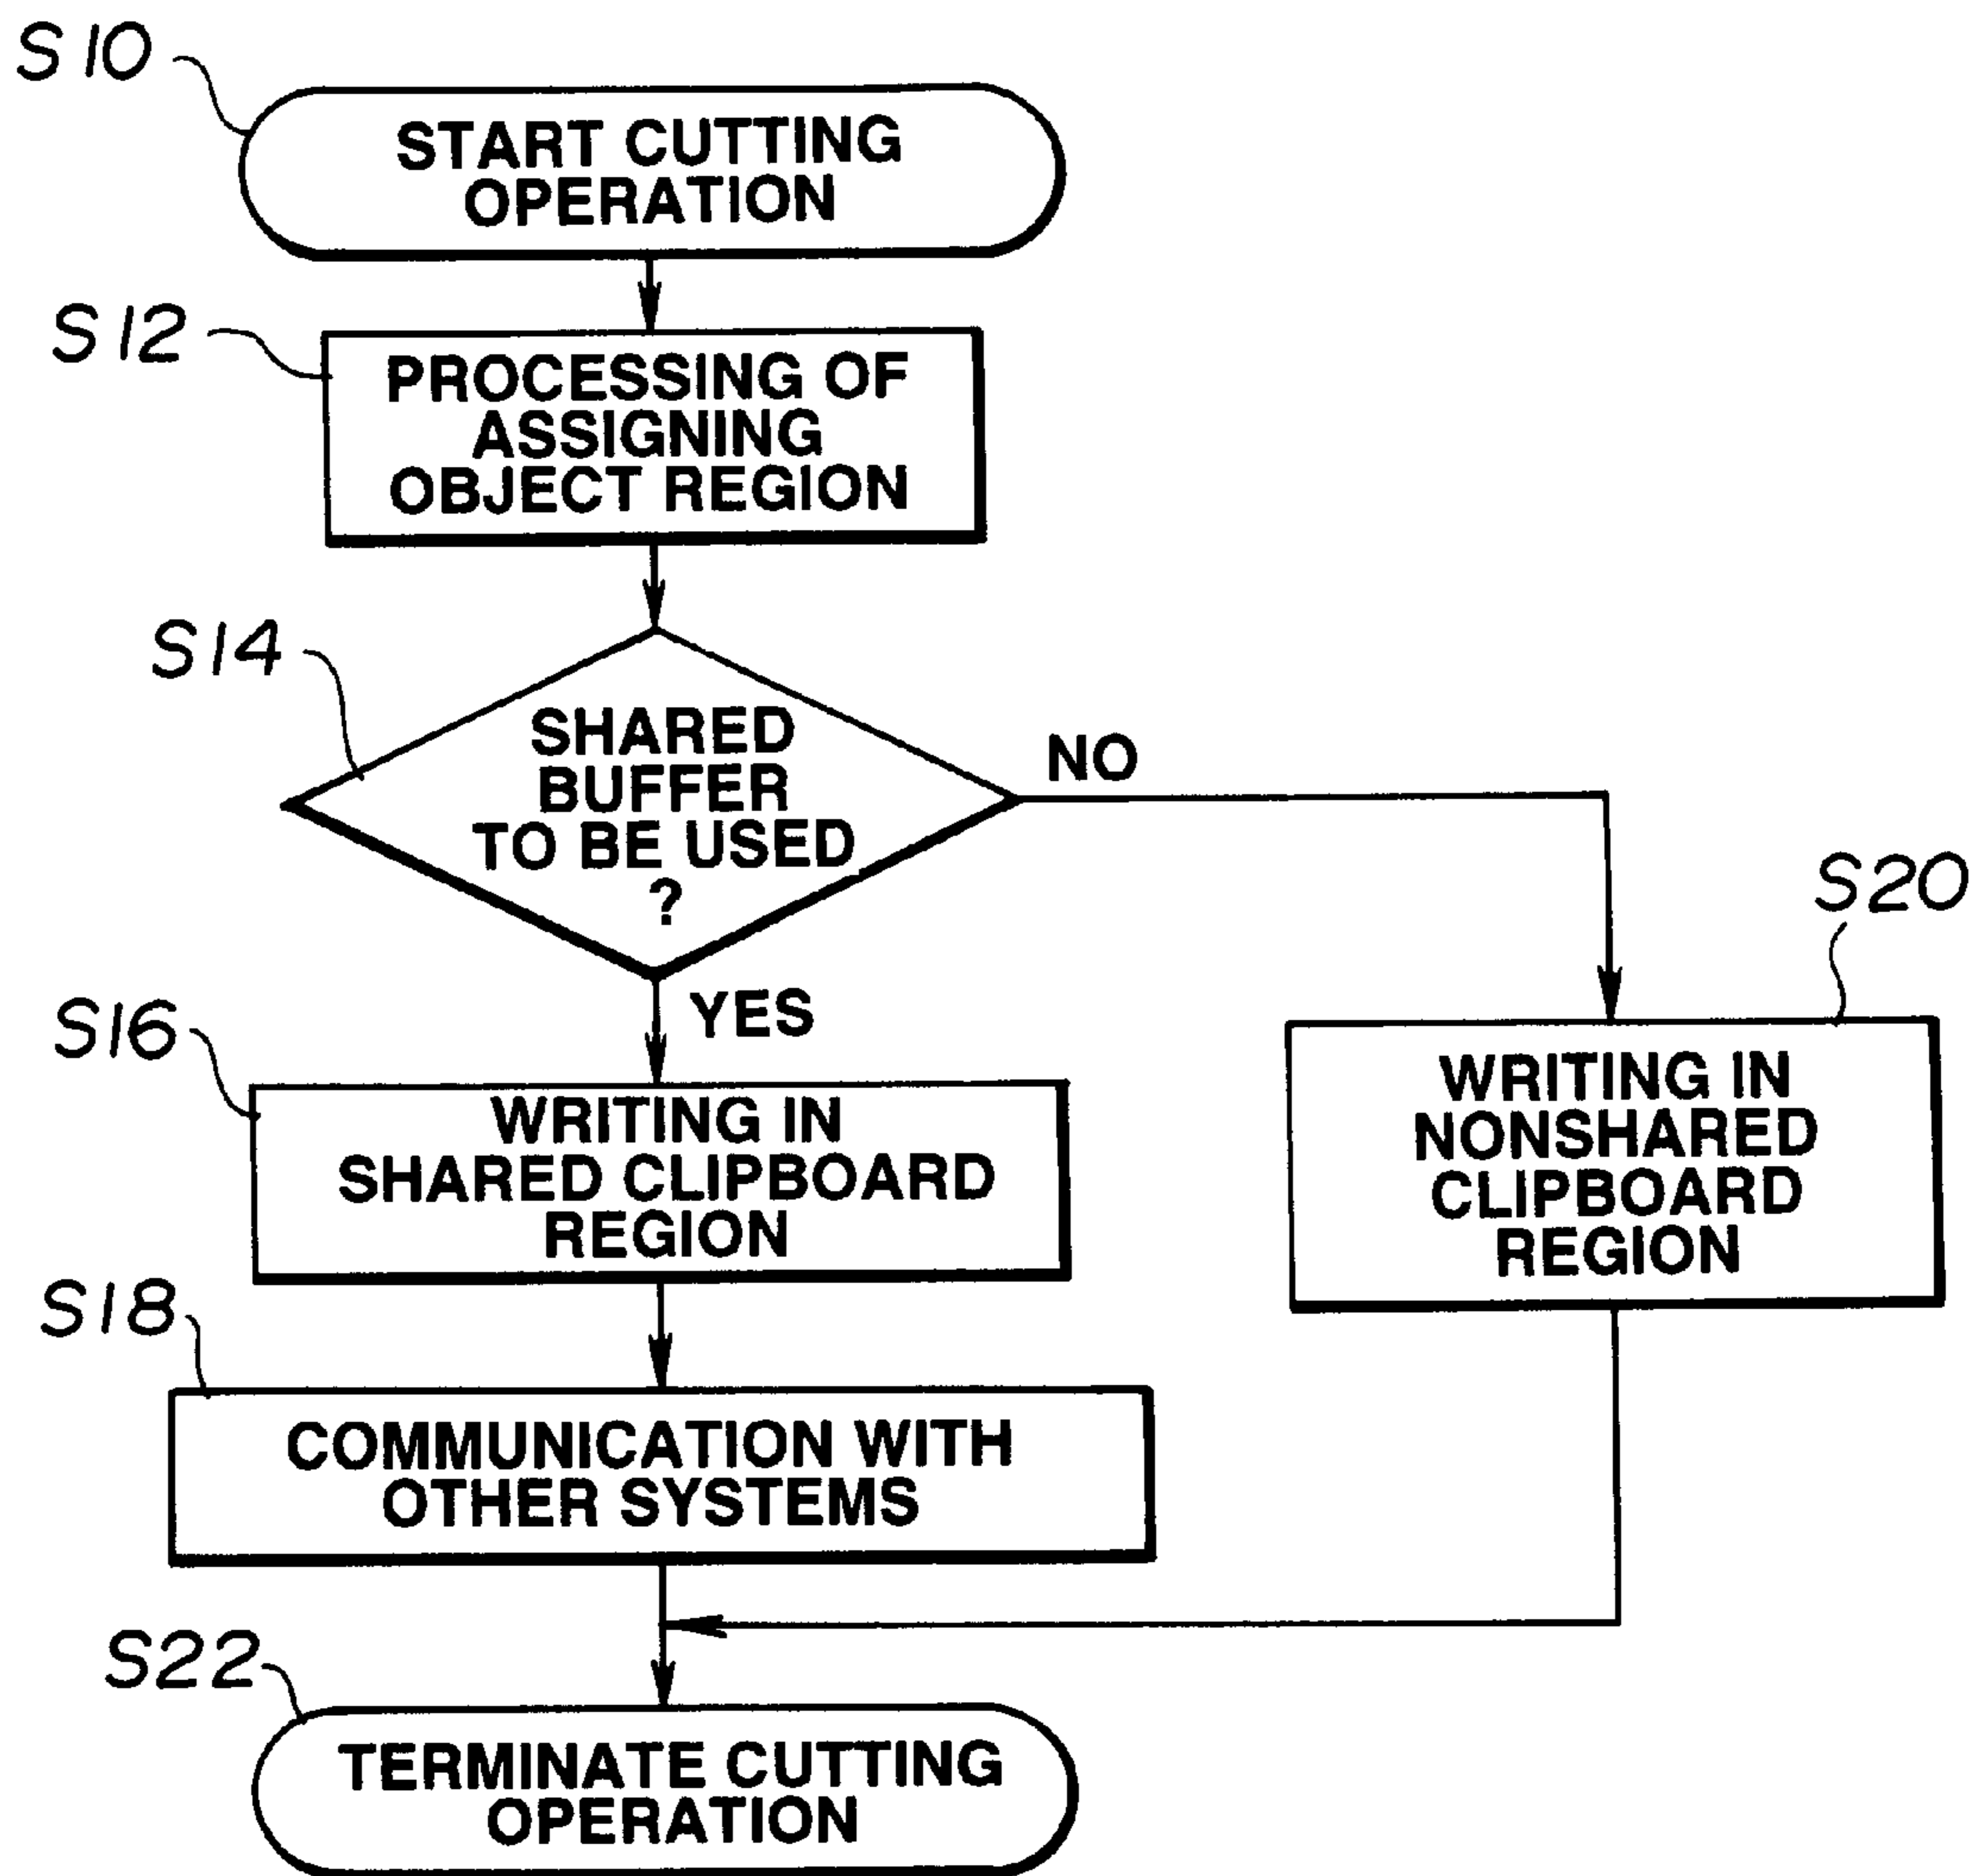 S10
START CUTTING
OPERATION
S12
PROCESSING OF
ASSIGNING
OBJECT REGION
S14
SHARED
BUFFER
TO BE USED
?
NO
YES
S16
WRITING IN
SHARED CLIPBOARD
REGION
S20
WRITING IN
NONSHARED
CLIPBOARD
REGION
S18
COMMUNICATION WITH
OTHER SYSTEMS
S22
TERMINATE CUTTING
OPERATION